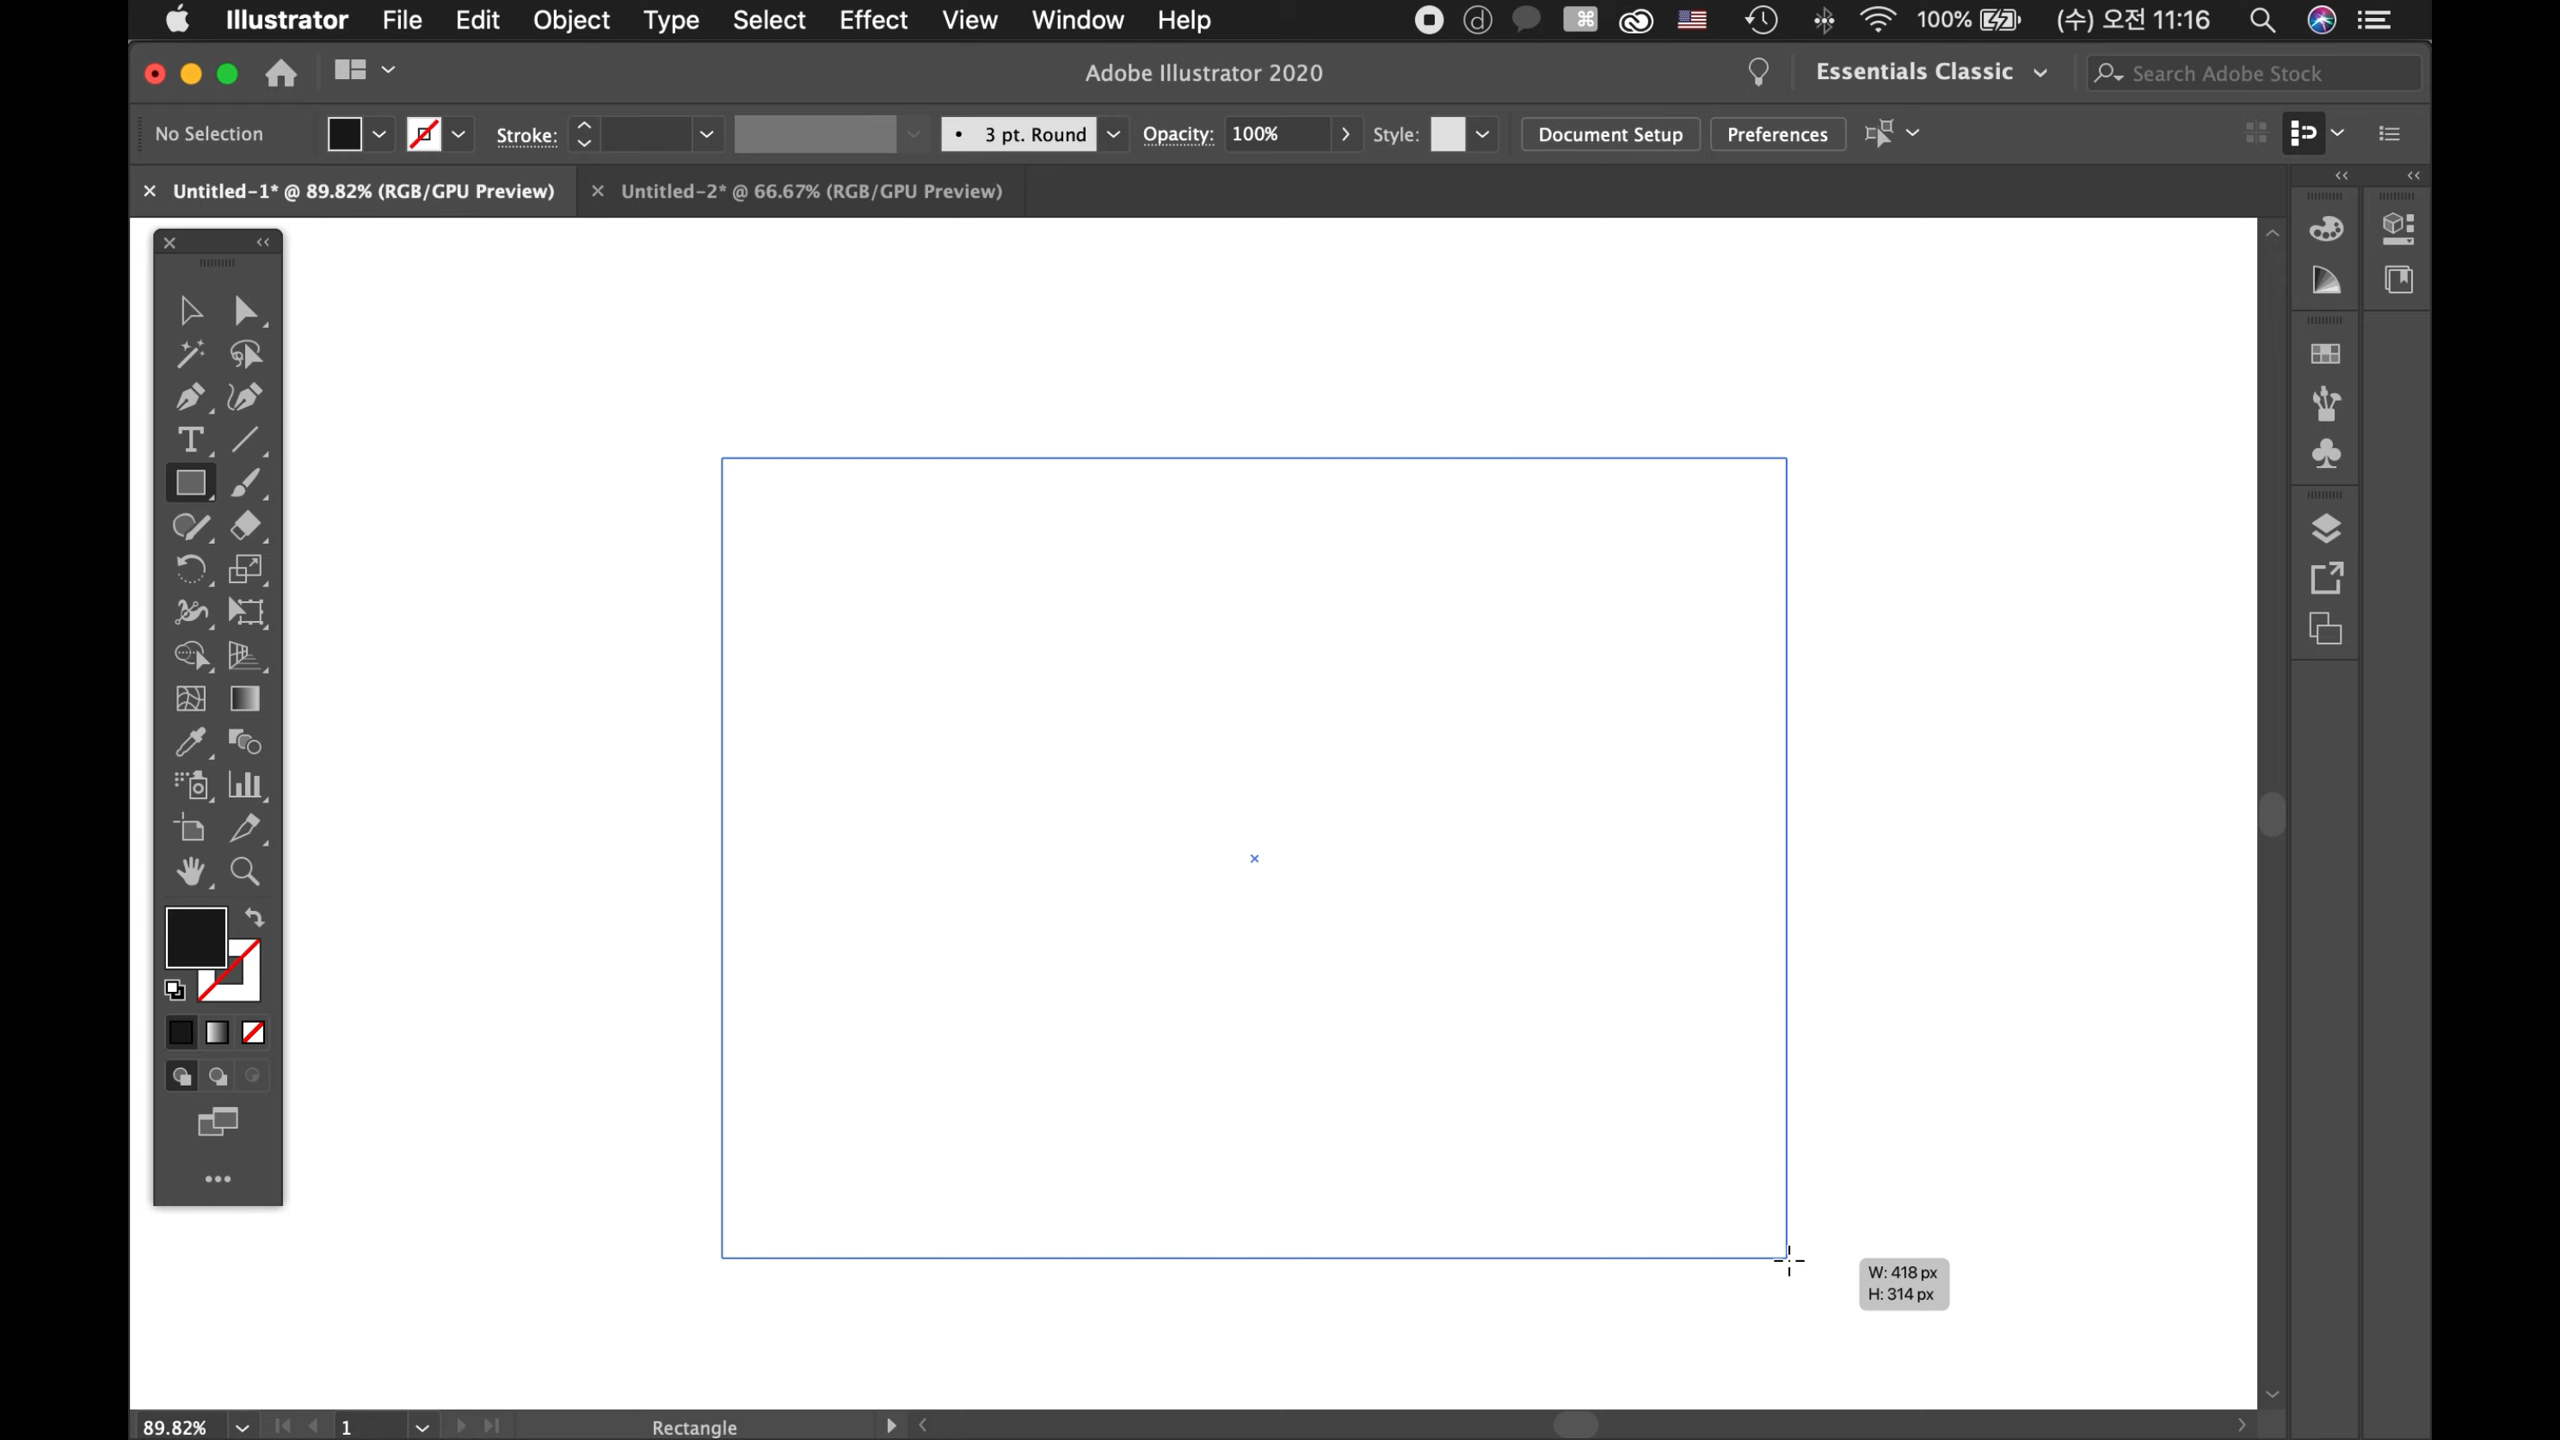 Illustrator File Edit Object Type Select Effect View Window Help 100% (수) 오전 11:16
Adobe Illustrator 2020 Essentials Classic Search Adobe Stock
No Selection Stroke: 3 pt. Round Opacity: 100% Style: Document Setup Preferences
Untitled-1* @ 89.82% (RGB/GPU Preview) Untitled-2* @ 66.67% (RGB/GPU Preview)
W: 418 px
H: 314 px
89.82% 1 Rectangle